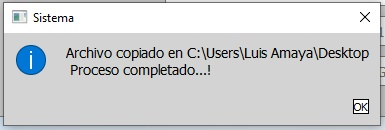 Sistema
Archivo copiado en C:\Users\Luis Amaya\Desktop
Proceso completado...!
OK